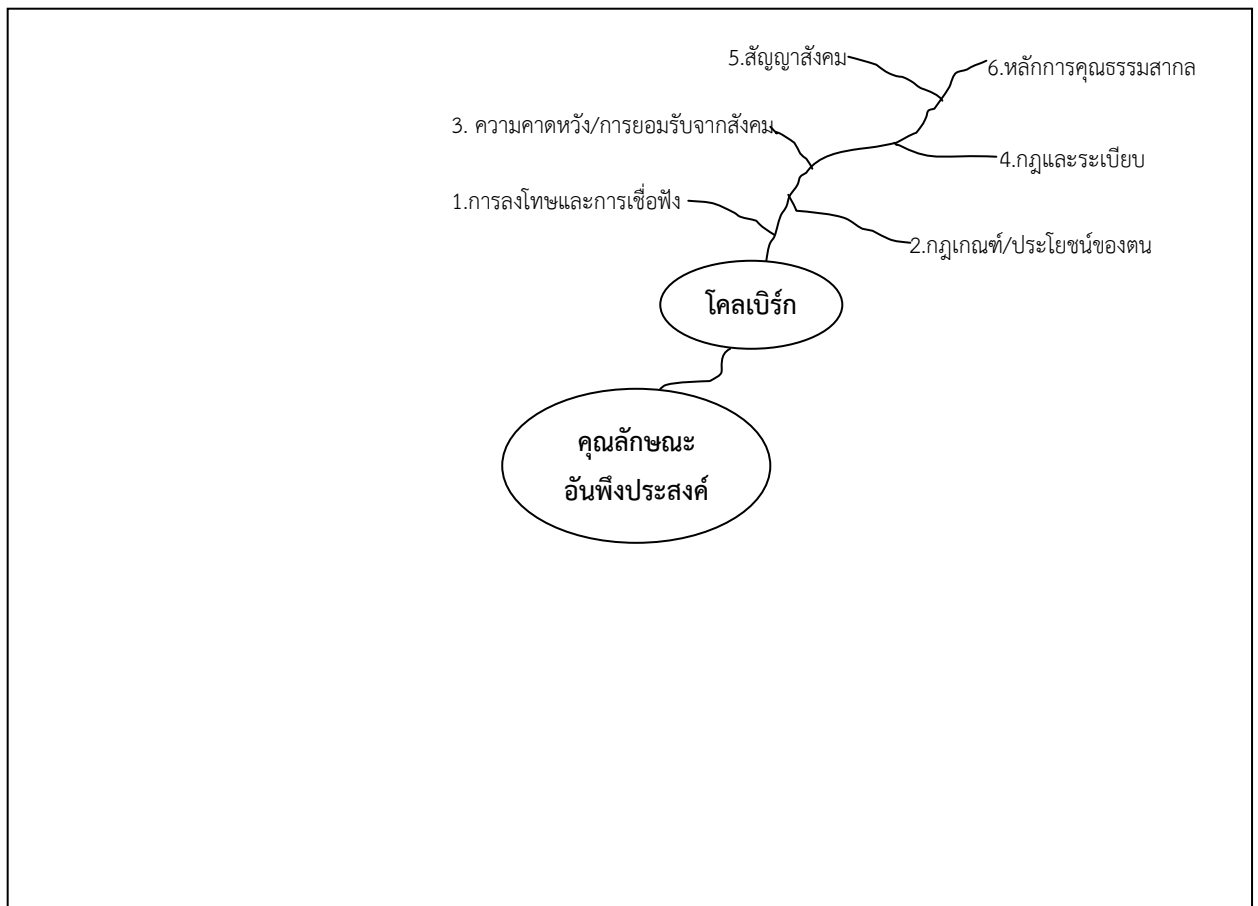 5.สัญญาสังคม
6.หลักการคุณธรรมสากล
3. ความคาดหวัง/การยอมรับจากสังคม
4.กฎและระเบียบ
1.การลงโทษและการเชื่อฟัง
2.กฎเกณฑ์/ประโยชน์ของตน
โคลเบิร์ก
คุณลักษณะ
อันพึงประสงค์